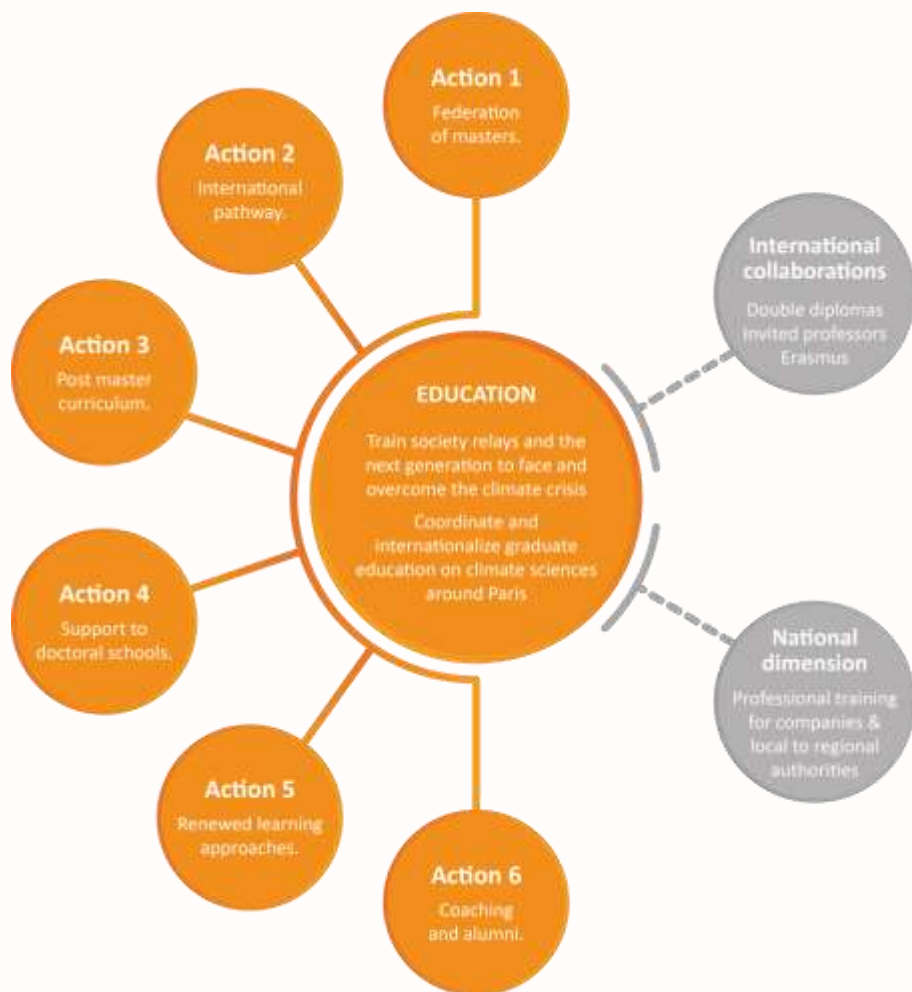 Action 1
Federation
of masters.
Action 2
International
pathway.
Action 3
Post master
curriculum.
Action 4
Support to
doctoral schools.
Action 5
Renewed learning
approaches.
Action 6
Coaching
and alumni.
EDUCATION
Train society relays and the
next generation to face and
overcome the climate crisis
Coordinate and
internationalize graduate
education on climate sciences
around Paris
International
collaborations
Double diplomas
Invited professors
Erasmus
National
dimension
Professional training
for companies &
local to regional
authorities